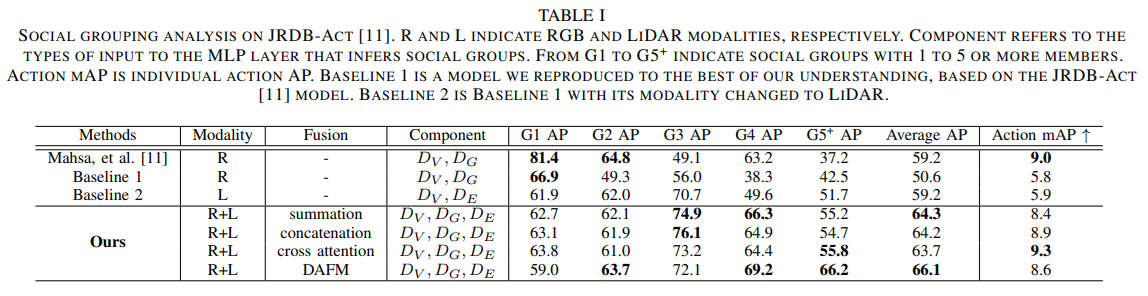 TABLE I
SOCIAL GROUPING ANALYSIS ON JRDB-ACT [11]. R AND L INDICATE RGB AND LIDAR MODALITIES, RESPECTIVELY. COMPONENT REFERS TO THE
TYPES OF INPUT TO THE MLP LAYER THAT INFERS SOCIAL GROUPS. FROM G1 TO G5+ INDICATE SOCIAL GROUPS WITH 1 TO 5 OR MORE MEMBERS.
ACTION MAP IS INDIVIDUAL ACTION AP. BASELINE 1 IS A MODEL WE REPRODUCED TO THE BEST OF OUR UNDERSTANDING, BASED ON THE JRDB-ACT
[11] MODEL. BASELINE 2 IS BASELINE 1 WITH ITS MODALITY CHANGED TO LIDAR.
Methods Modality Fusion Component G1 AP G2 AP G3 AP G4 AP G5+ AP Average AP Action mAP ↑
Mahsa, et al. [11] R - D_V, D_G 81.4 64.8 49.1 63.2 37.2 59.2 9.0
Baseline 1 R - D_V, D_G 66.9 49.3 56.0 38.3 42.5 50.6 5.8
Baseline 2 L - D_V, D_E 61.9 62.0 70.7 49.6 51.7 59.2 5.9
Ours
R+L summation D_V, D_G, D_E 62.7 62.1 74.9 66.3 55.2 64.3 8.4
R+L concatenation D_V, D_G, D_E 63.1 61.9 76.1 64.9 54.7 64.2 8.9
R+L cross attention D_V, D_G, D_E 63.8 61.0 73.2 64.4 55.8 63.7 9.3
R+L DAFM D_V, D_G, D_E 59.0 63.7 72.1 69.2 66.2 66.1 8.6